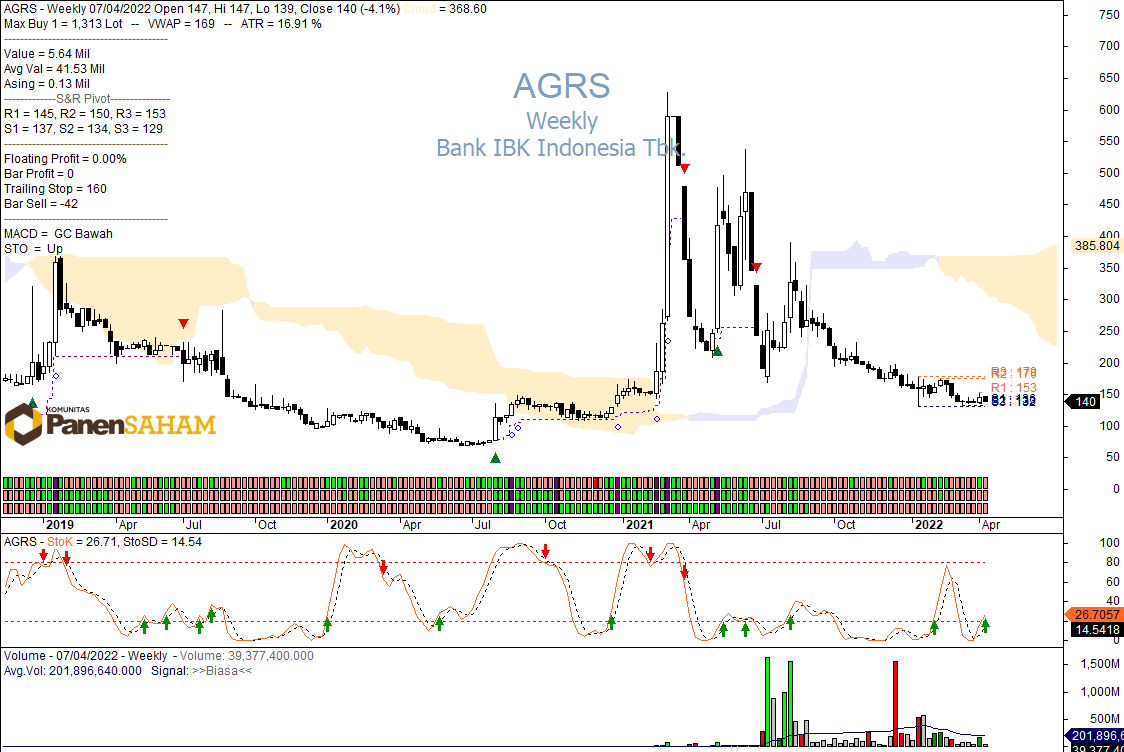 AGRS - Weekly 07/04/2022 Open 147, Hi 147, Lo 139, Close 140 (-4.1%) Cloud = 368.60
Max Buy 1 = 1,313 Lot -- VWAP = 169 -- ATR = 16.91 %
Value = 5.64 Mil
Avg Val = 41.53 Mil
Asing = 0.13 Mil
-------------S&R Pivot---------------
R1 = 145, R2 = 150, R3 = 153
S1 = 137, S2 = 134, S3 = 129
Floating Profit = 0.00%
Bar Profit = 0
Trailing Stop = 160
Bar Sell = -42
MACD = GC Bawah
STO = Up
AGRS
Weekly
Bank IBK Indonesia Tbk.
KOMUNITAS
PanenSAHAM
750
700
650
600
550
500
450
400
385.804
350
300
250
200
150
140
100
50
0
R2 : 170
R1 : 153
S2 : 132
2019 Apr Jul Oct 2020 Apr Jul Oct 2021 Apr Jul Oct 2022 Apr
AGRS - StoK = 26.71, StoSD = 14.54
100
80
60
40
26.7057
14.5418
Volume - 07/04/2022 - Weekly - Volume: 39,377,400.000
Avg.Vol: 201,896,640.000 Signal: >>Biasa<<
1,500M
1,000M
500M
201,896,6